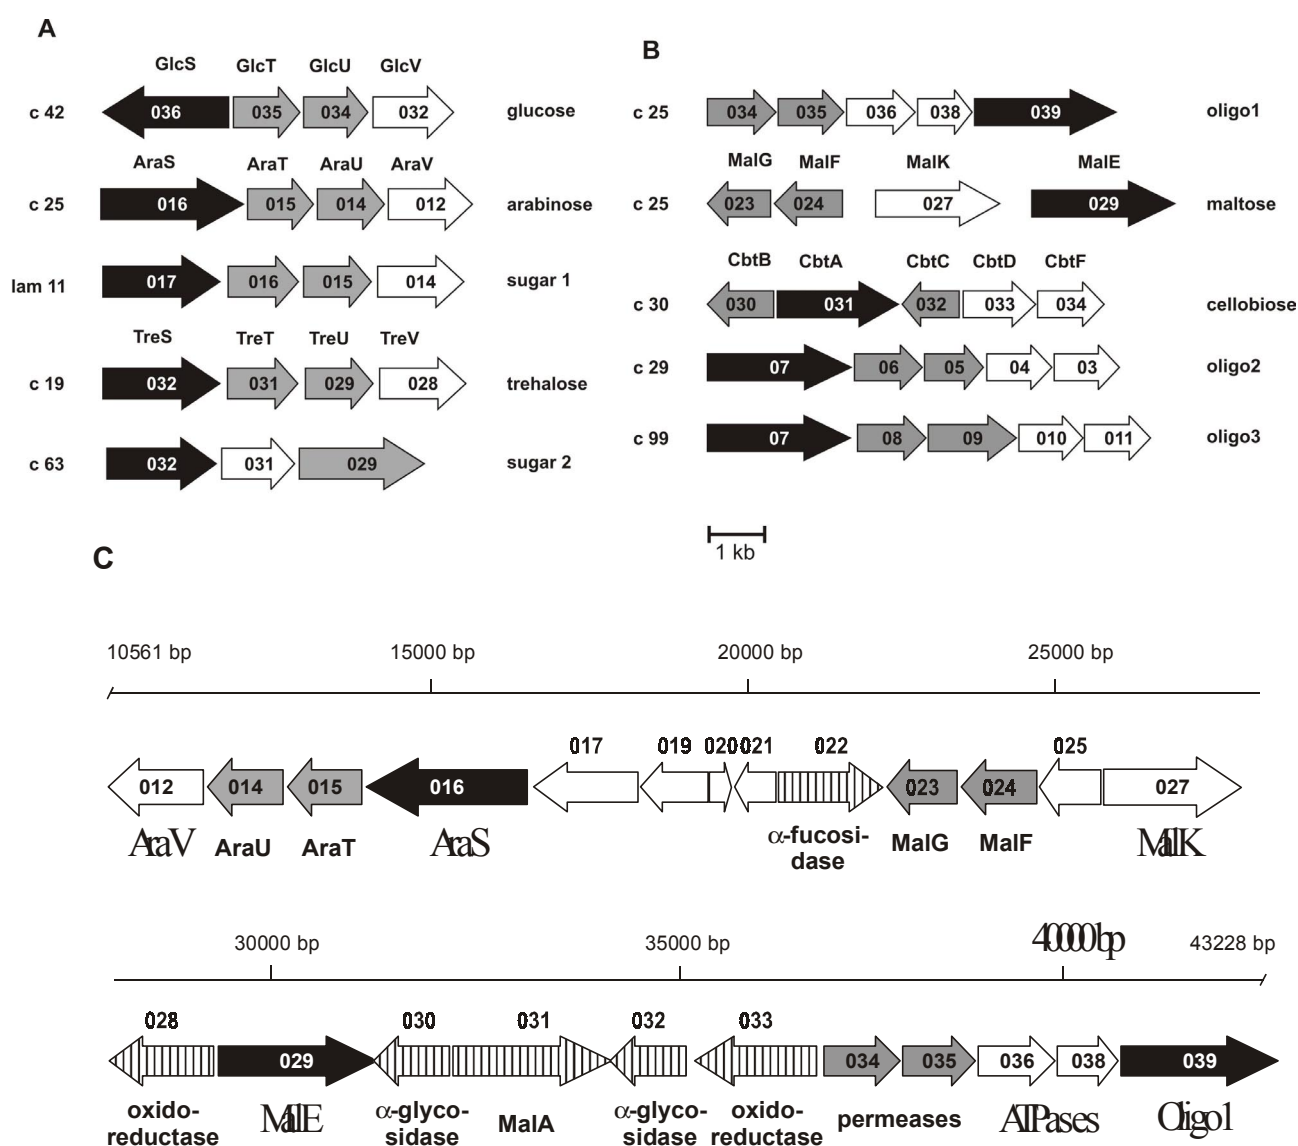 A
GlcS GlcT GlcU GlcV
c 42 036 035 034 032 glucose
AraS AraT AraU AraV
c 25 016 015 014 012 arabinose
lam 11 017 016 015 014 sugar 1
TreS TreT TreU TreV
c 19 032 031 029 028 trehalose
c 63 032 031 029 sugar 2
B
c 25 034 035 036 038 039 oligo1
MalG MalF MalK MalE
c 25 023 024 027 029 maltose
CbtB CbtA CbtC CbtD CbtF
c 30 030 031 032 033 034 cellobiose
c 29 07 06 05 04 03 oligo2
c 99 07 08 09 010 011 oligo3
1 kb
C
10561 bp 15000 bp 20000 bp 25000 bp
017 019 020 021 022 025
012 014 015 016 023 024 027
AraV AraU AraT AraS α-fucosi-
dase MalG MalF MalK
30000 bp 35000 bp 40000 bp 43228 bp
028 030 031 032 033
029 034 035 036 038 039
oxido-
reductase MalE α-glyco-
sidase MalA α-glyco-
sidase oxido-
reductase permeases ATPases Oligo1